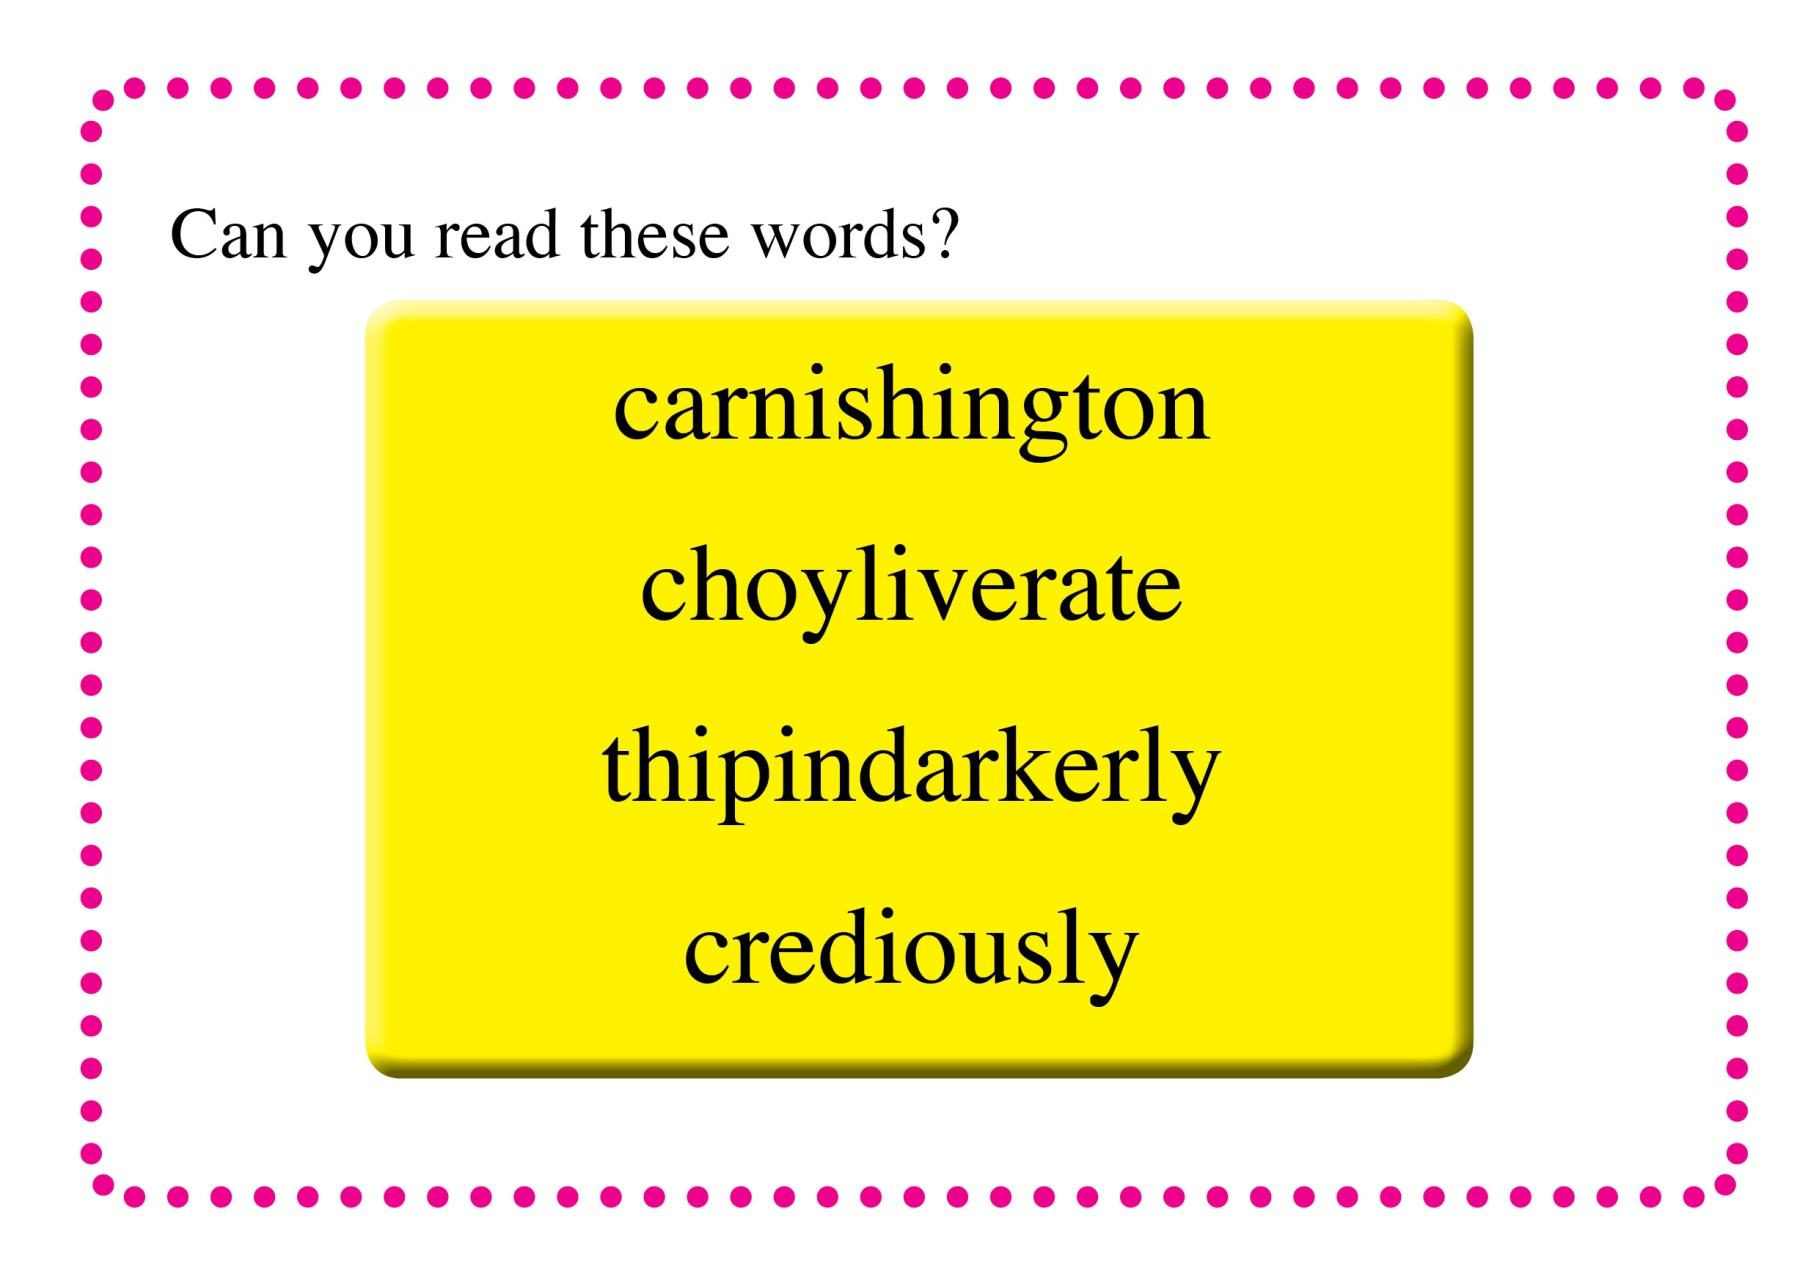 Can you read these words?
carnishington
choyliverate
thipindarkerly
crediously